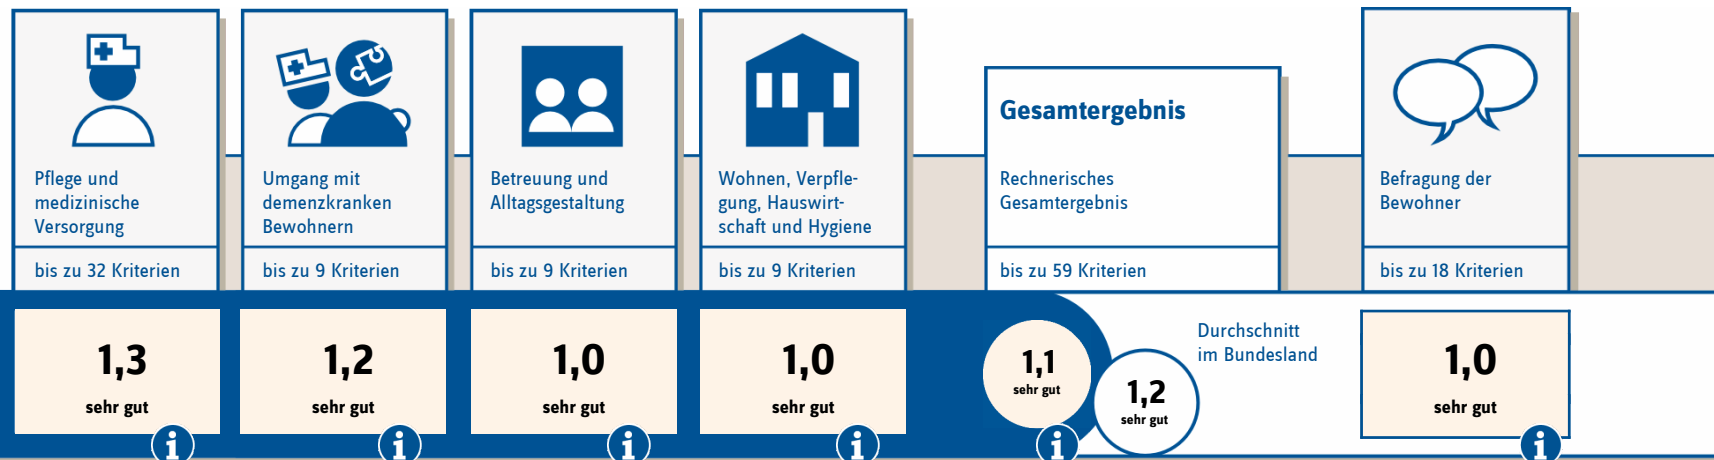 Pflege und
medizinische
Versorgung
bis zu 32 Kriterien
1,3
sehr gut
i
Umgang mit
demenzkranken
Bewohnern
bis zu 9 Kriterien
1,2
sehr gut
i
Betreuung und
Alltagsgestaltung
bis zu 9 Kriterien
1,0
sehr gut
i
Wohnen, Verpfle-
gung, Hauswirt-
schaft und Hygiene
bis zu 9 Kriterien
1,0
sehr gut
i
Gesamtergebnis
Rechnerisches
Gesamtergebnis
bis zu 59 Kriterien
1,1
sehr gut
i
Durchschnitt
im Bundesland
1,2
sehr gut
Befragung der
Bewohner
bis zu 18 Kriterien
1,0
sehr gut
i